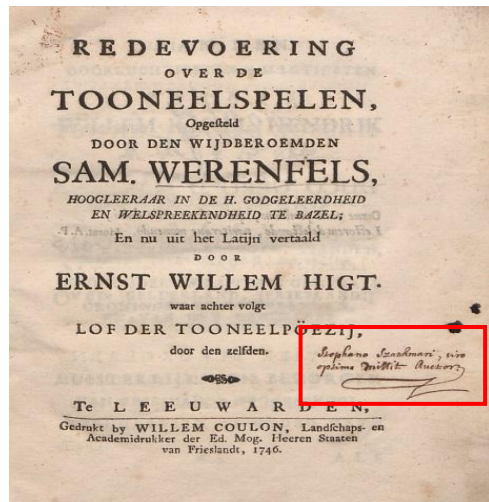 REDEVOERING
OVER DE
TOONEELSPELEN,
Opgeſteld
DOOR DEN WIJDBEROEMDEN
SAM. WERENFELS,
HOOGLEERAAR IN DE H. GODGELEERDHEID
EN WELSPREEKENDHEID TE BAZEL;
En nu uit het Latijn vertaald
DOOR
ERNST WILLEM HIGT.
waar achter volgt
LOF DER TOONEELPÖEZIJ,
door den zelfden.
Stephano Szathmari, viro
optimo mittit Auctor
Te LEEUWARDEN,
Gedrukt by WILLEM COULON, Landſchaps- en
Academidrukker der Ed. Mog. Heeren Staaten
van Frieslandt, 1746.